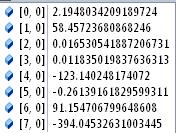 [0, 0] 2.1948034209189724
[1, 0] 58.45723680868246
[2, 0] 0.016530541887206731
[3, 0] 0.011835019837636313
[4, 0] -123.140248174072
[5, 0] -0.26139161829599311
[6, 0] 91.154706799648608
[7, 0] -394.04532631003445